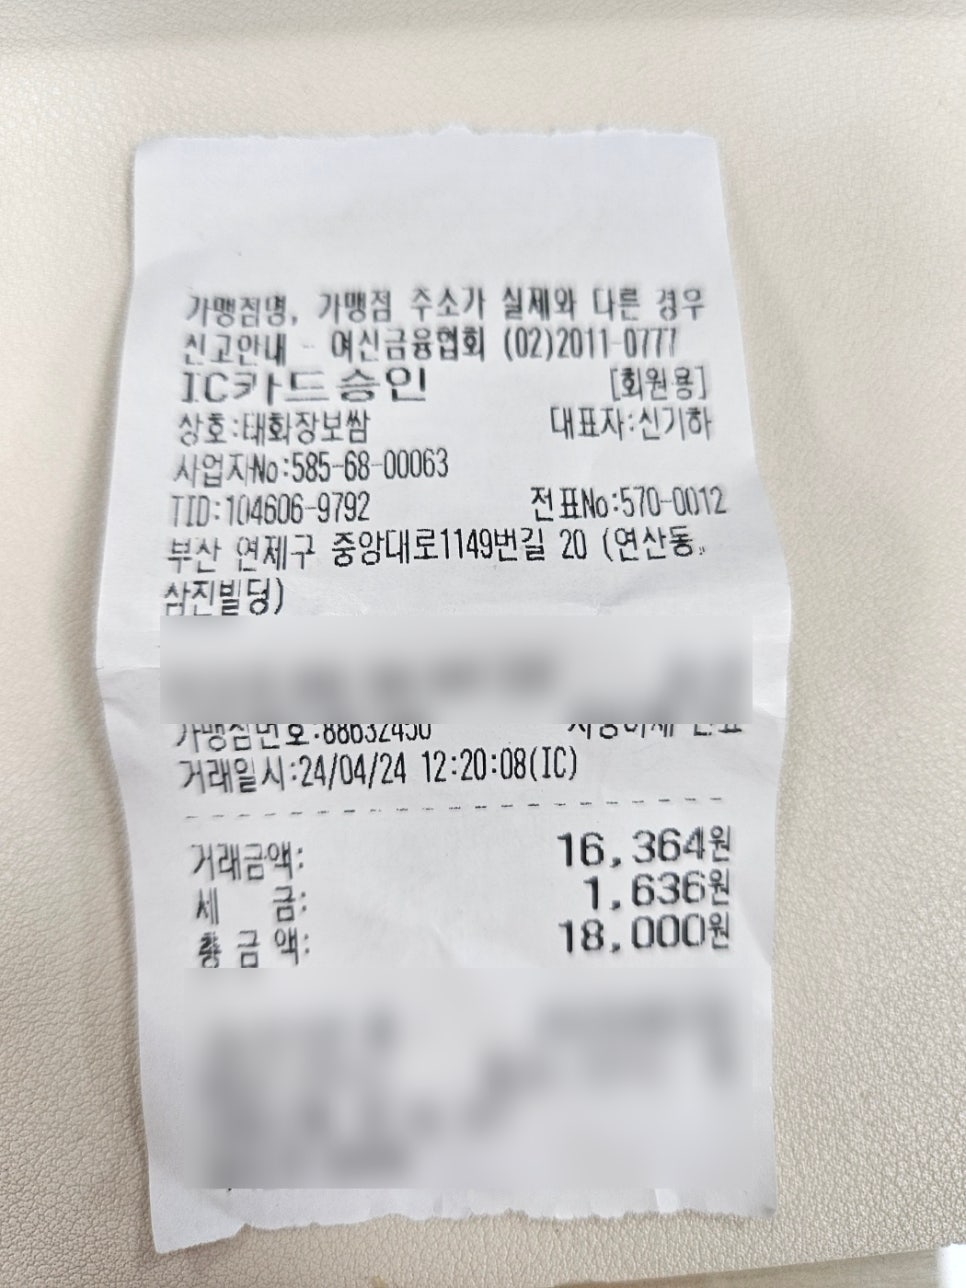 가맹점명, 가맹점 주소가 실제와 다른 경우
신고안내 - 여신금융협회 (02)2011-0777
IC카드승인 [회원용]
상호:태화장보쌈 대표자:신기하
사업자No:585-68-00063
TID:104606-9792 전표No:570-0012
부산 연제구 중앙대로1149번길 20 (연산동,
삼진빌딩)
가맹점번호:88632450
거래일시:24/04/24 12:20:08(IC)
거래금액: 16,364원
세 금: 1,636원
총 금 액: 18,000원